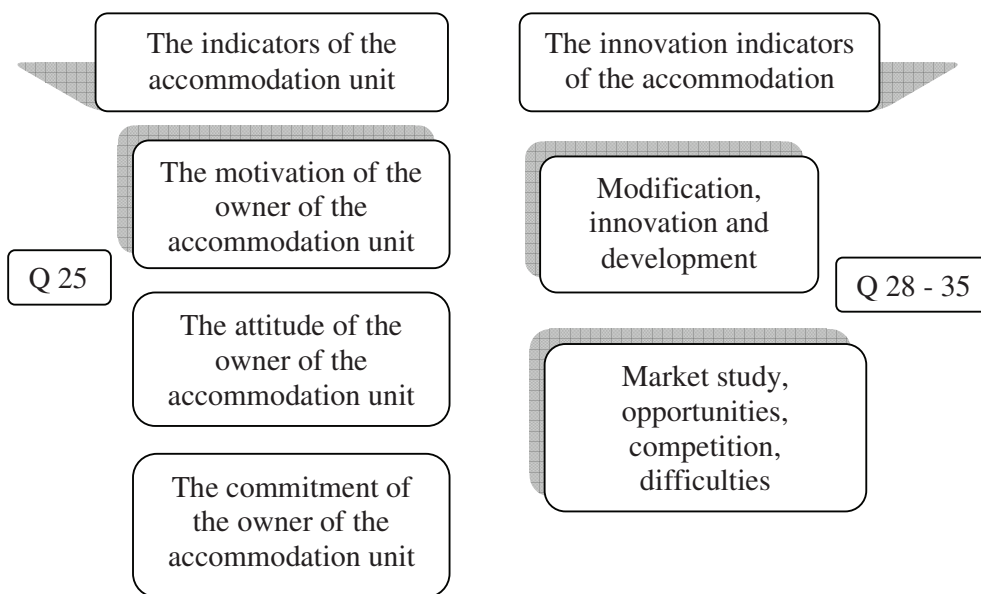 The indicators of the
accommodation unit
The innovation indicators
of the accommodation
The motivation of the
owner of the
accommodation unit
Modification,
innovation and
development
Q 25
Q 28 - 35
The attitude of the
owner of the
accommodation unit
Market study,
opportunities,
competition,
difficulties
The commitment of
the owner of the
accommodation unit